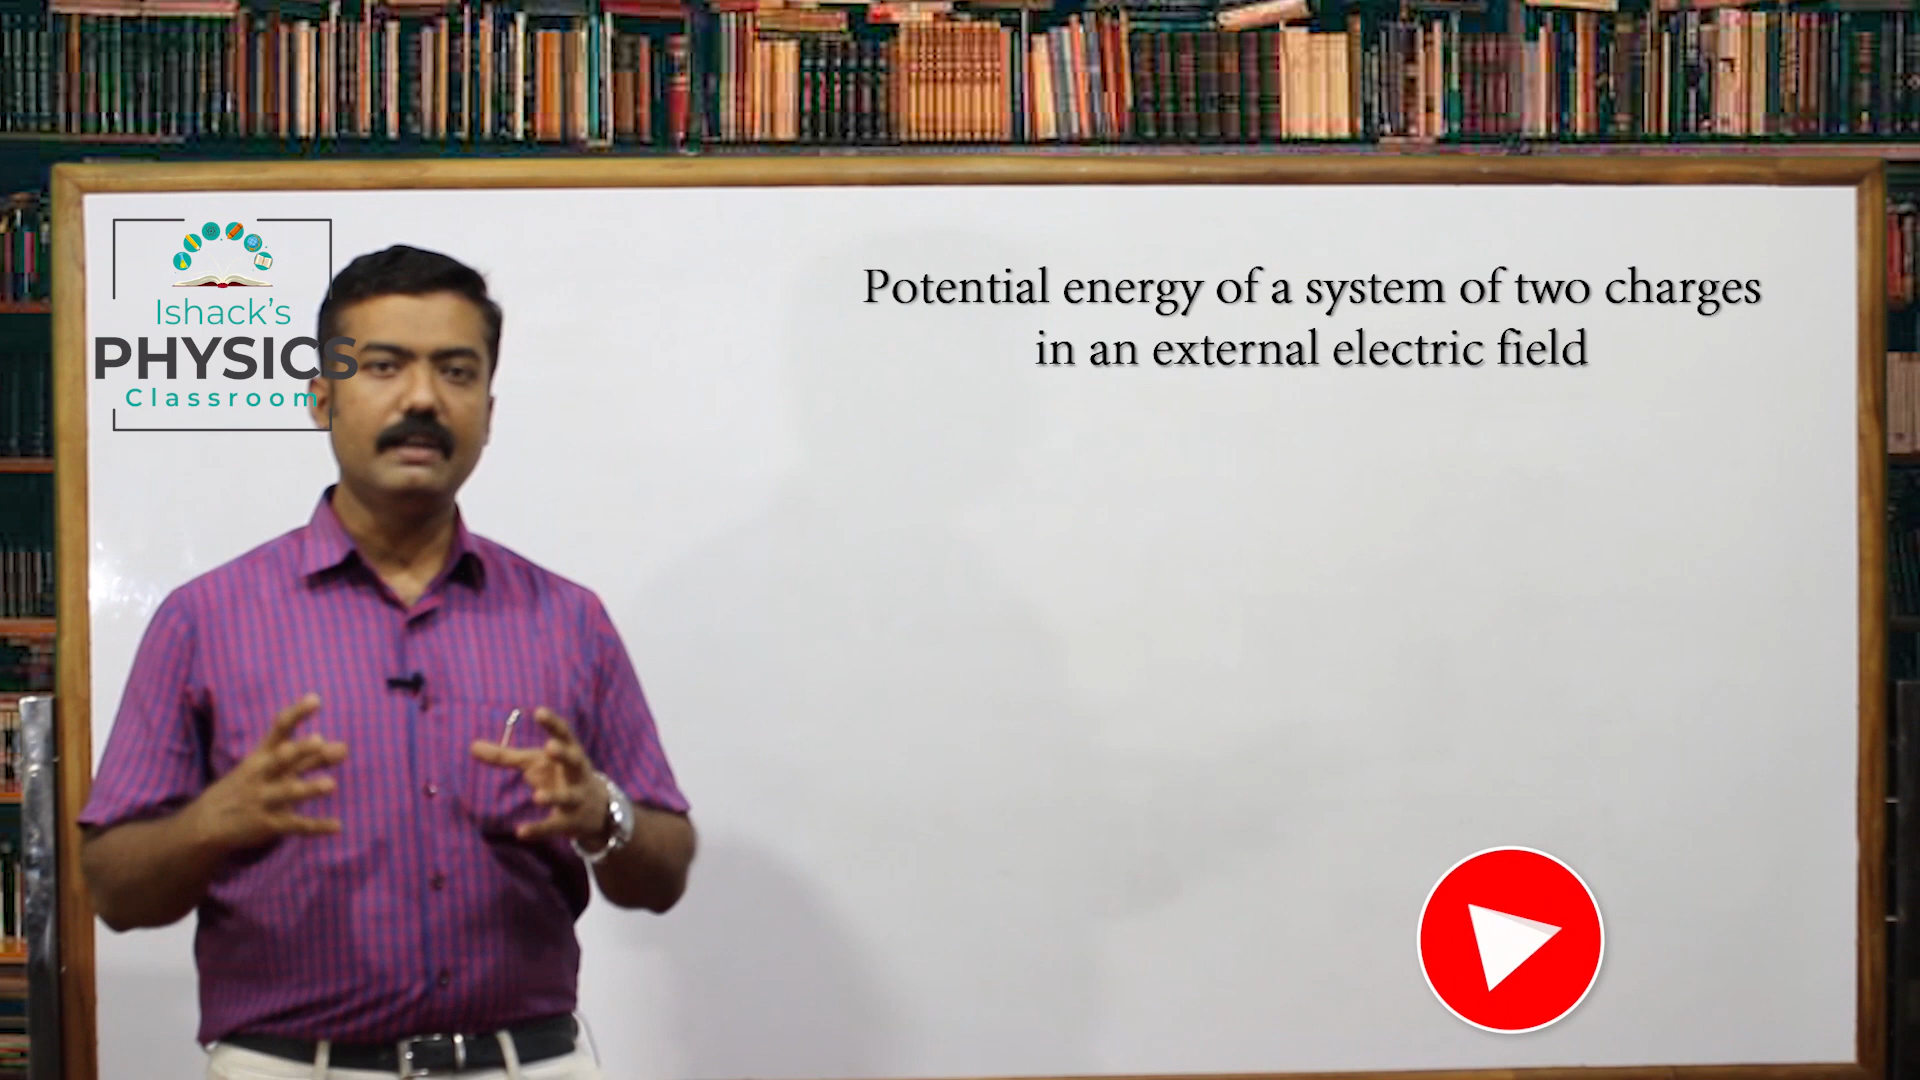 Ishack's
PHYSICS
Classroom
Potential energy of a system of two charges
in an external electric field